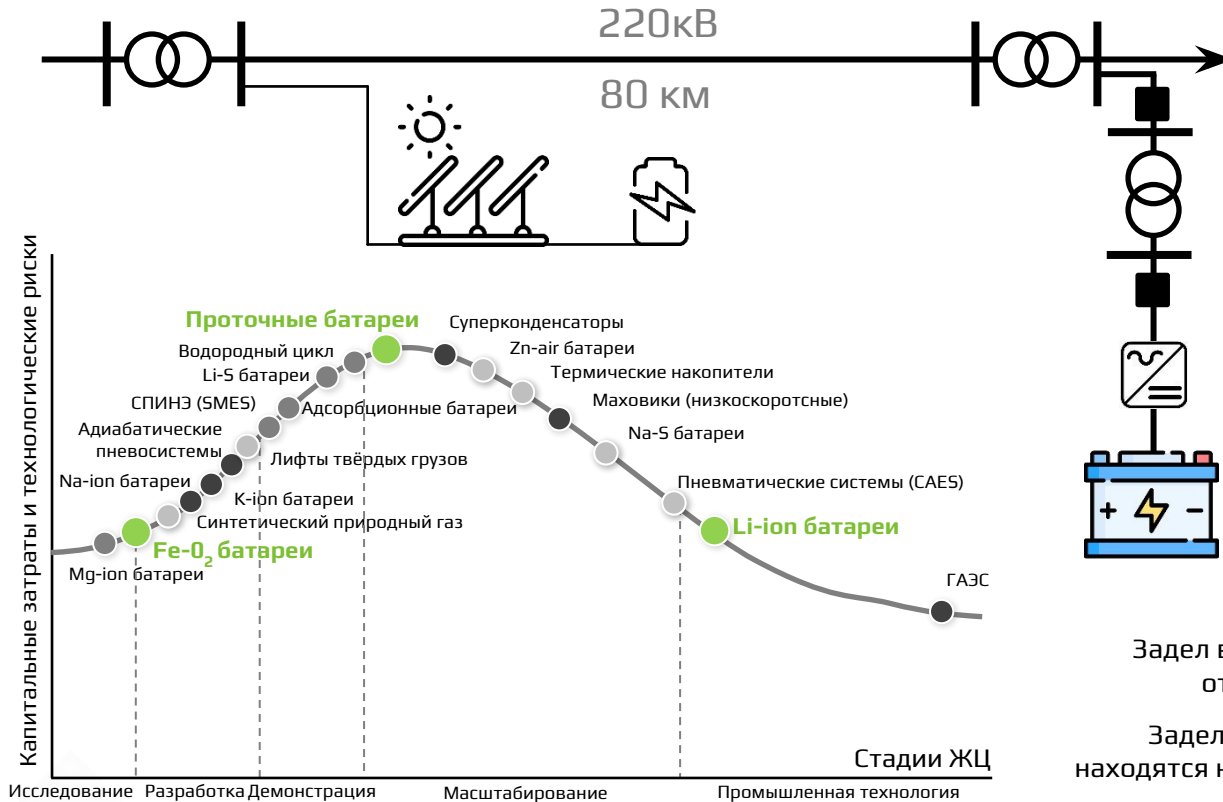 220кВ
80 км
Капитальные затраты и технологические риски
Проточные батареи
Суперконденсаторы
Водородный цикл
Zn-air батареи
Li-S батареи
Термические накопители
СПИНЭ (SMES)
Адсорбционные батареи
Маховики (низкоскоротсные)
Адиабатические
пневосистемы
Na-S батареи
Лифты твёрдых грузов
Na-ion батареи
Пневматические системы (CAES)
K-ion батареи
Синтетический природный газ
Li-ion батареи
Fe-0₂ батареи
Mg-ion батареи
ГАЭС
Задел в
от
Задел
находятся н
Стадии ЖЦ
Исследование
Разработка
Демонстрация
Масштабирование
Промышленная технология